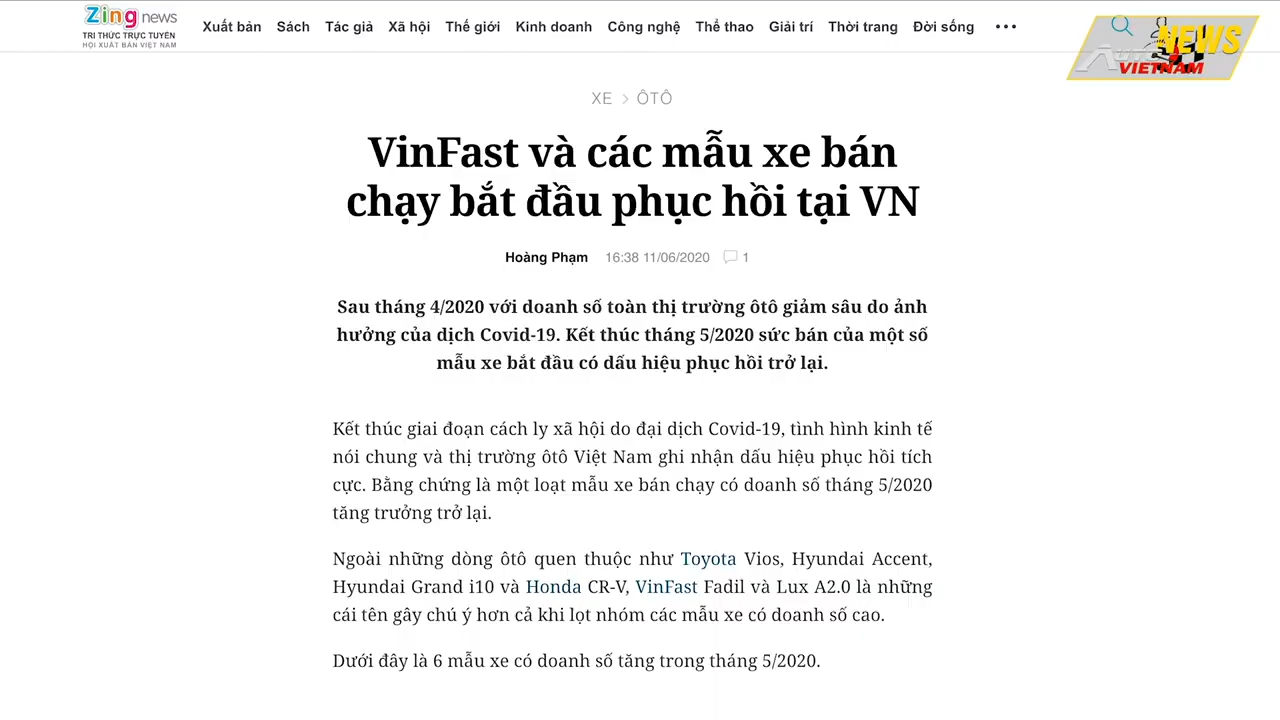 Zing news
TRI THỨC TRỰC TUYẾN
HỘI XUẤT BẢN VIỆT NAM
Xuất bản Sách Tác giả Xã hội Thế giới Kinh doanh Công nghệ Thể thao Giải trí Thời trang Đời sống •••
NEWS
AUTO
VIETNAM
XE > ÔTÔ
VinFast và các mẫu xe bán
chạy bắt đầu phục hồi tại VN
Hoàng Phạm 16:38 11/06/2020 1
Sau tháng 4/2020 với doanh số toàn thị trường ôtô giảm sâu do ảnh
hưởng của dịch Covid-19. Kết thúc tháng 5/2020 sức bán của một số
mẫu xe bắt đầu có dấu hiệu phục hồi trở lại.
Kết thúc giai đoạn cách ly xã hội do đại dịch Covid-19, tình hình kinh tế
nói chung và thị trường ôtô Việt Nam ghi nhận dấu hiệu phục hồi tích
cực. Bằng chứng là một loạt mẫu xe bán chạy có doanh số tháng 5/2020
tăng trưởng trở lại.
Ngoài những dòng ôtô quen thuộc như Toyota Vios, Hyundai Accent,
Hyundai Grand i10 và Honda CR-V, VinFast Fadil và Lux A2.0 là những
cái tên gây chú ý hơn cả khi lọt nhóm các mẫu xe có doanh số cao.
Dưới đây là 6 mẫu xe có doanh số tăng trong tháng 5/2020.